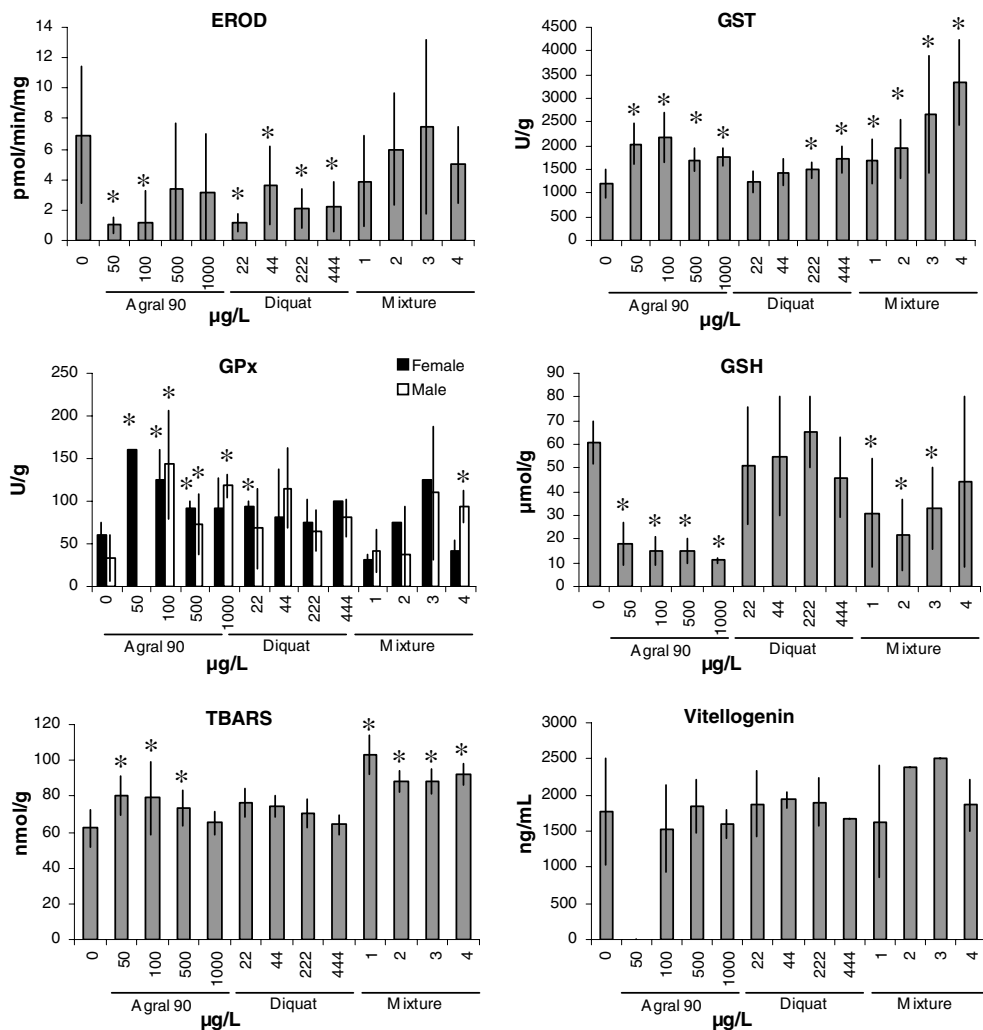 EROD
14
12
10
8
6
4
2
0
pmol/min/mg
* * * * * *
0 50 100 500 1000 22 44 222 444 1 2 3 4
Agral 90 Diquat Mixture
µg/L
GST
4500
4000
3500
3000
2500
2000
1500
1000
500
0
U/g
* * * * * * * * * *
0 50 100 500 1000 22 44 222 444 1 2 3 4
Agral 90 Diquat Mixture
µg/L
GPx
Female
Male
250
200
150
100
50
0
U/g
* * * * * * * *
0 50 100 500 1000 22 44 222 444 1 2 3 4
Agral 90 Diquat Mixture
µg/L
GSH
90
80
70
60
50
40
30
20
10
0
µmol/g
* * * * * * *
0 50 100 500 1000 22 44 222 444 1 2 3 4
Agral 90 Diquat Mixture
µg/L
TBARS
120
100
80
60
40
20
0
nmol/g
* * * * * * *
0 50 100 500 1000 22 44 222 444 1 2 3 4
Agral 90 Diquat Mixture
µg/L
Vitellogenin
3000
2500
2000
1500
1000
500
0
ng/mL
0 50 100 500 1000 22 44 222 444 1 2 3 4
Agral 90 Diquat Mixture
µg/L